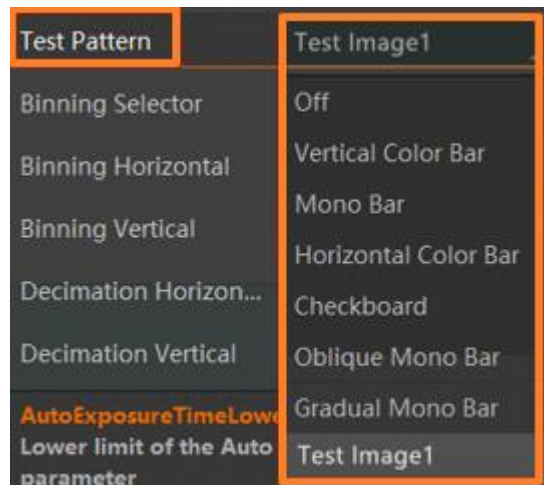 Test Pattern
Test Image1
Binning Selector
Off
Binning Horizontal
Vertical Color Bar
Mono Bar
Binning Vertical
Horizontal Color Bar
Decimation Horizon...
Checkboard
Decimation Vertical
Oblique Mono Bar
AutoExposureTimeLowe
Gradual Mono Bar
Lower limit of the Auto
Test Image1
parameter